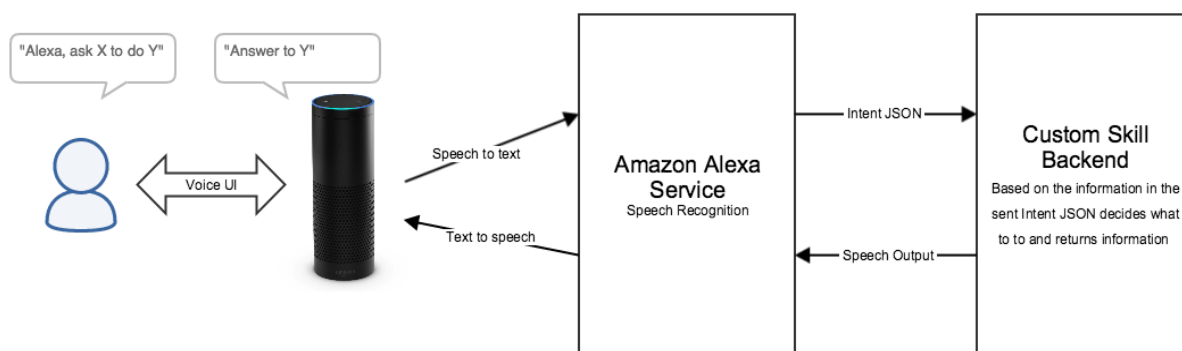 "Alexa, ask X to do Y"
"Answer to Y"
Voice UI
Speech to text
Text to speech
Amazon Alexa
Service
Speech Recognition
Intent JSON
Speech Output
Custom Skill
Backend
Based on the information in the
sent Intent JSON decides what
to to and returns information